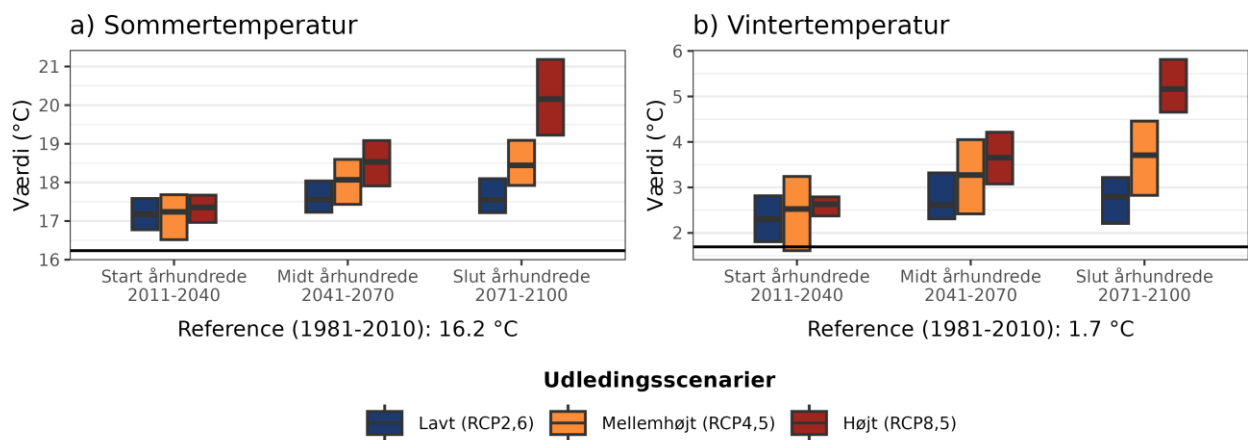 a) Sommertemperatur
Værdi (°C)
21
20
19
18
17
16
Start århundrede
2011-2040
Midt århundrede
2041-2070
Slut århundrede
2071-2100
Reference (1981-2010): 16.2 °C
b) Vintertemperatur
Værdi (°C)
6
5
4
3
2
Start århundrede
2011-2040
Midt århundrede
2041-2070
Slut århundrede
2071-2100
Reference (1981-2010): 1.7 °C
Udledingsscenarier
Lavt (RCP2,6)
Mellemhøjt (RCP4,5)
Højt (RCP8,5)